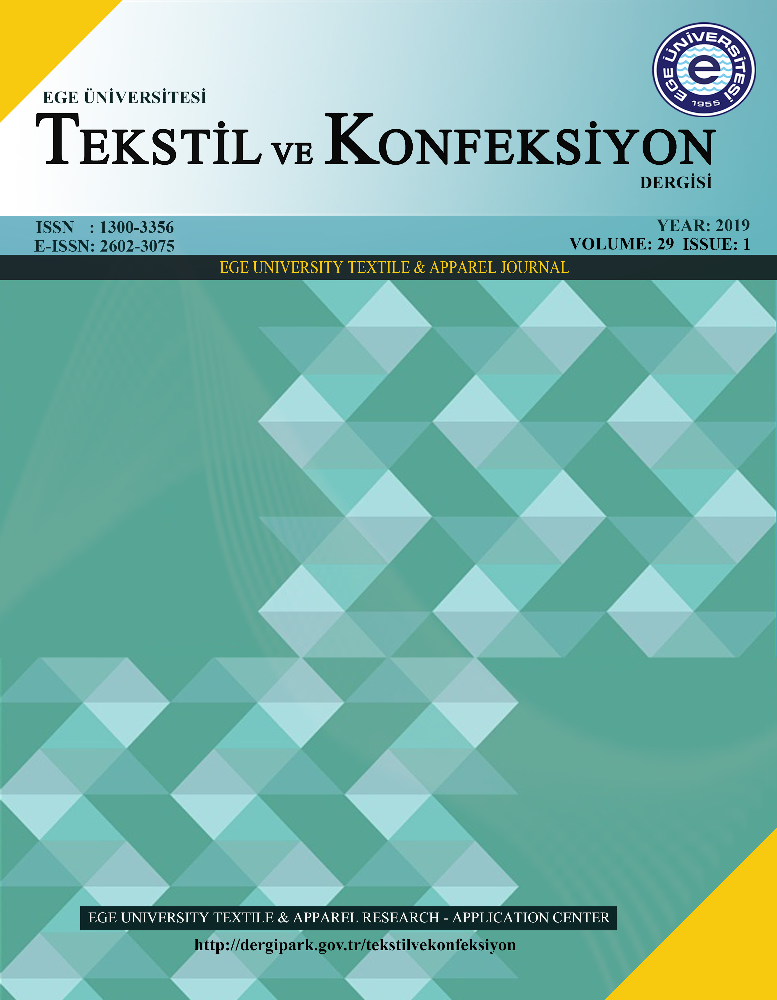 EGE ÜNİVERSİTESİ
1955
e
EGE ÜNİVERSİTESİ
TEKSTİL VE KONFEKSİYON
DERGİSİ
ISSN : 1300-3356
E-ISSN: 2602-3075
YEAR: 2019
VOLUME: 29 ISSUE: 1
EGE UNIVERSITY TEXTILE & APPAREL JOURNAL
EGE UNIVERSITY TEXTILE & APPAREL RESEARCH - APPLICATION CENTER
http://dergipark.gov.tr/tekstilvekonfeksiyon